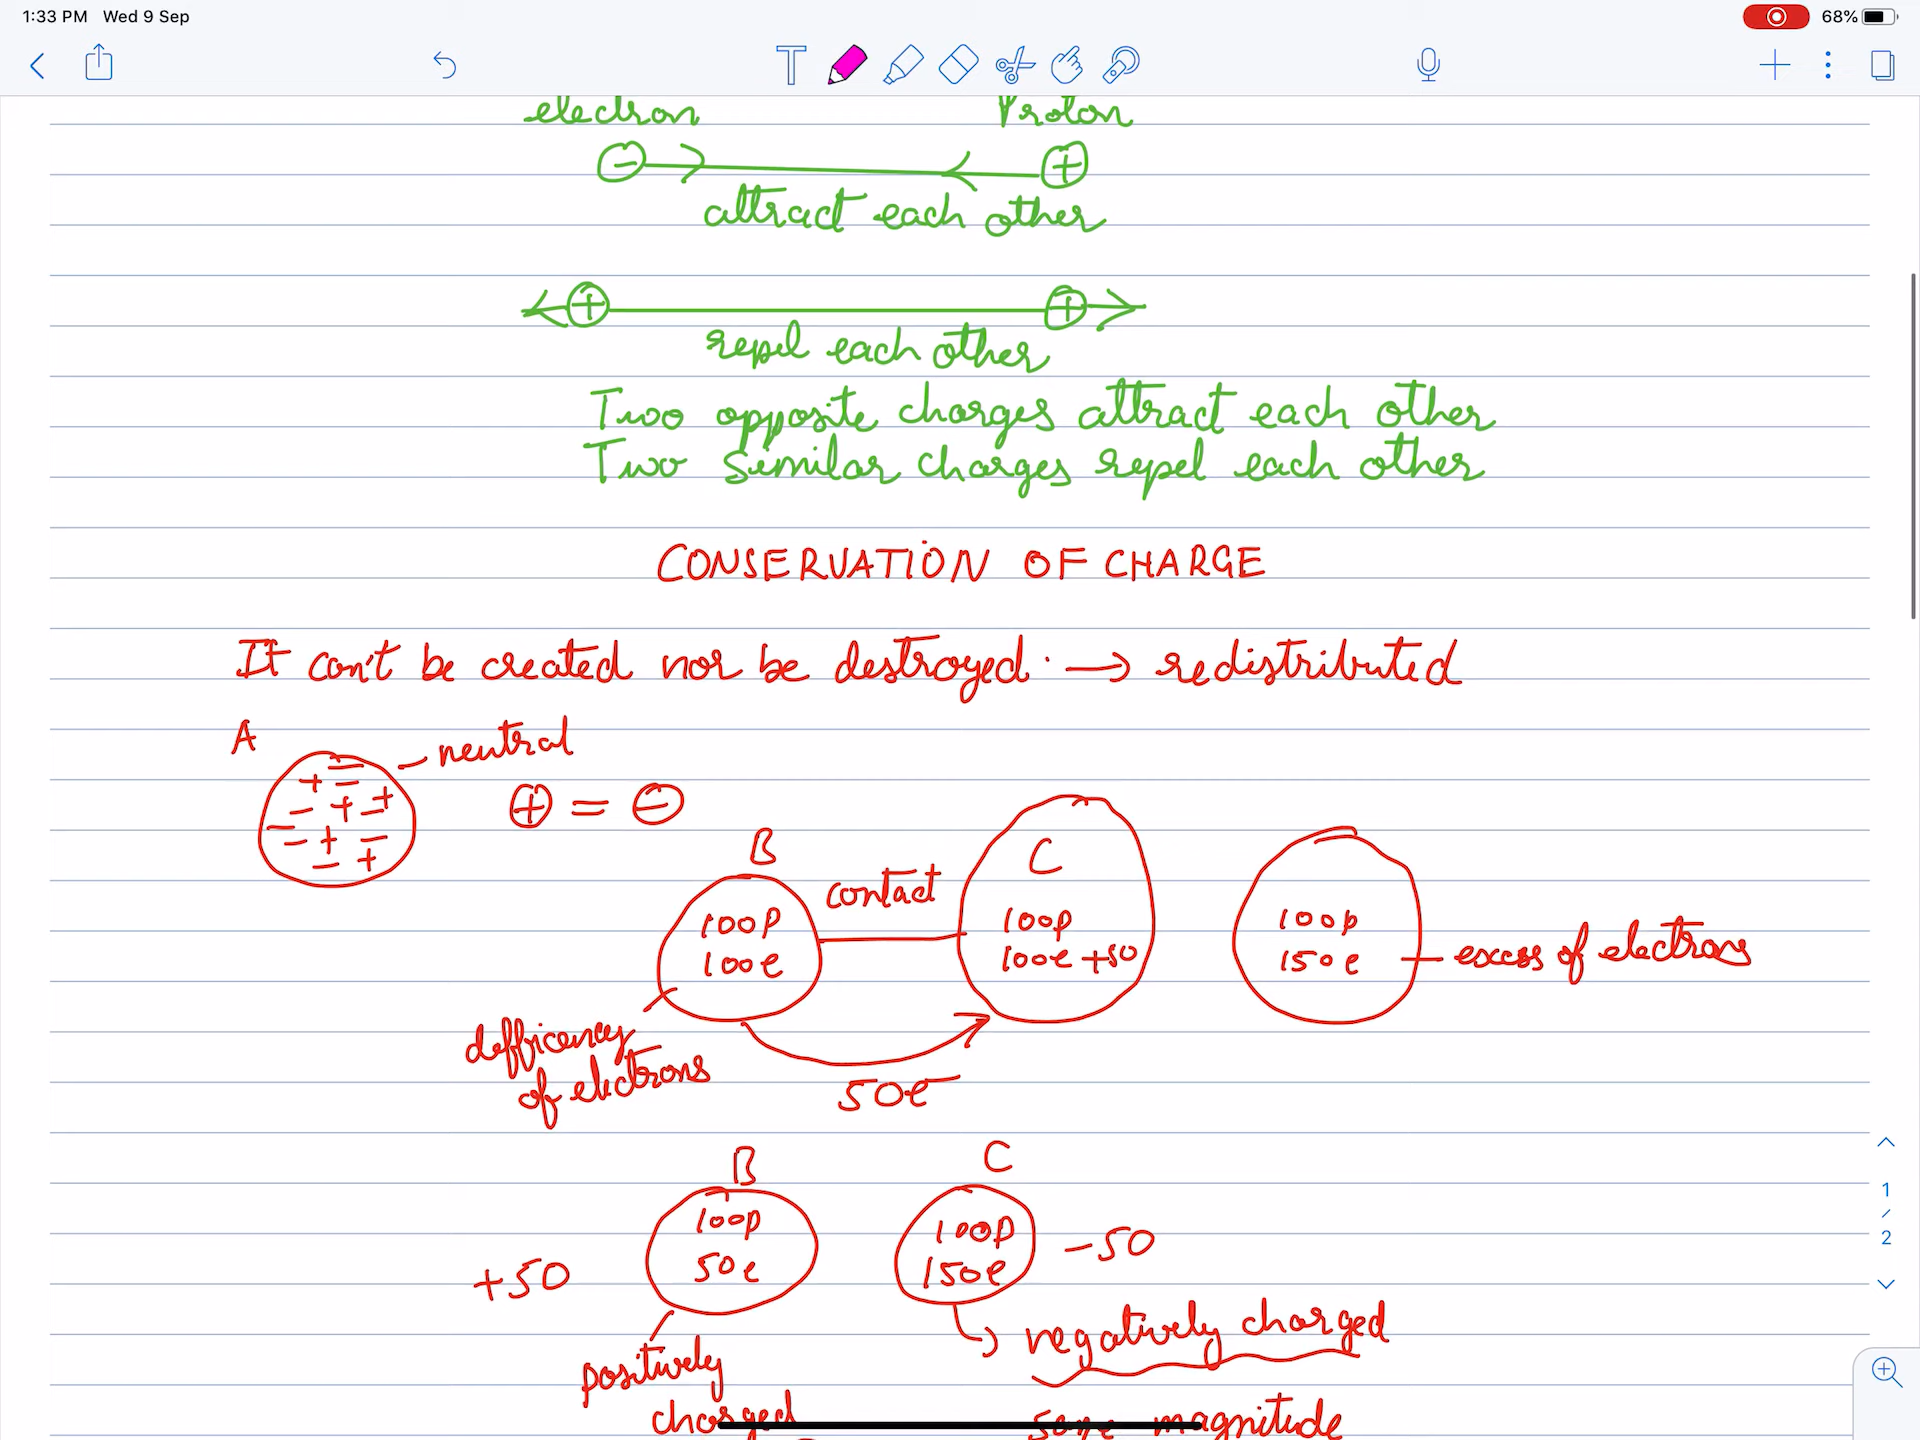 1:33 PM Wed 9 Sep
68%
T
electron
Proton
attract each other
repel each other
Two opposite charges attract each other
Two similar charges repel each other
CONSERVATION OF CHARGE
It can't be created nor be destroyed. → redistributed
A
neutral
⊕ = ⊖
B
100p
100e
contact
C
100p
100e +50
100p
150e
excess of electrons
defficency
of electrons
50e⁻
B
100p
50e
+50
C
100p
150e
-50
positively
charged
negatively charged
same magnitude
1
/
2